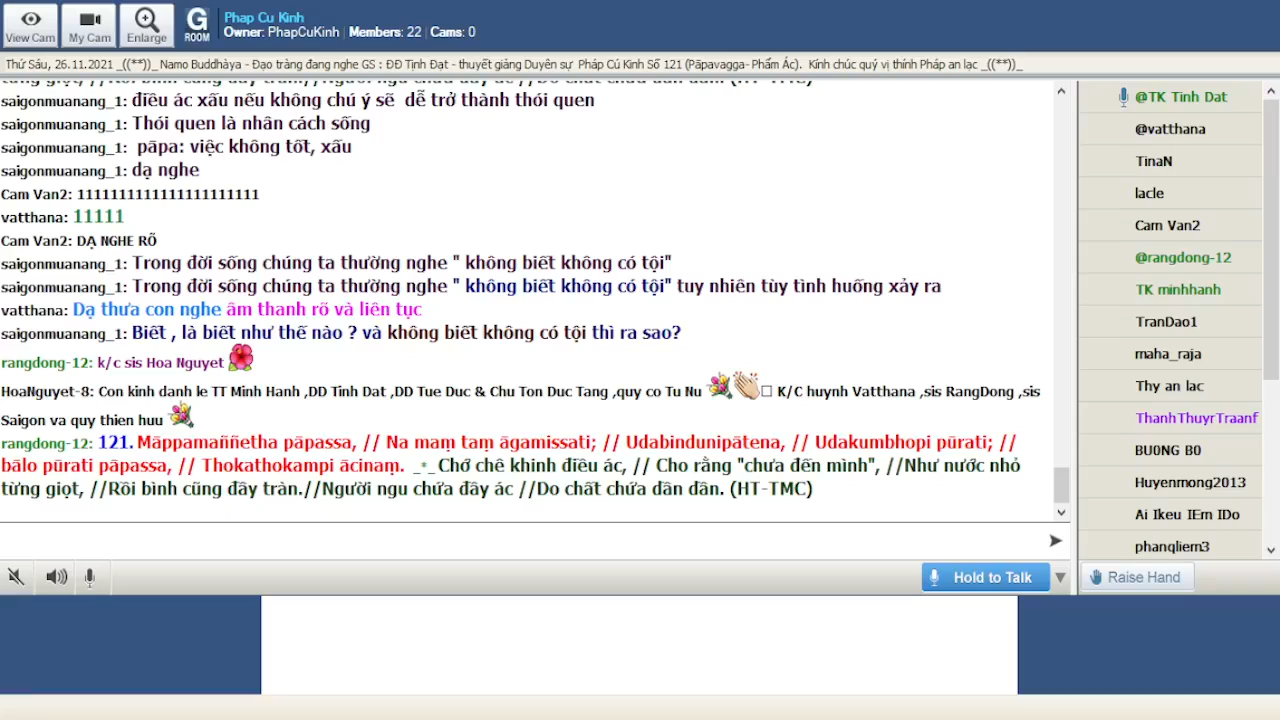 View Cam
My Cam
Enlarge
G
ROOM
Phap Cu Kinh
Owner: PhapCuKinh | Members: 22 | Cams: 0
Thứ Sáu, 26.11.2021 _((**))_ Namo Buddhàya - Đạo tràng đang nghe GS : ĐĐ Tịnh Đạt - thuyết giảng Duyên sự Pháp Cú Kinh Số 121 (Pāpavagga- Phẩm Ác). Kính chúc quý vị thính Pháp an lạc _((**))_
saigonmuanang_1: điều ác xấu nếu không chú ý sẽ dễ trở thành thói quen
saigonmuanang_1: Thói quen là nhân cách sống
saigonmuanang_1: pāpa: việc không tốt, xấu
saigonmuanang_1: dạ nghe
Cam Van2: 1111111111111111111111
vatthana: 11111
Cam Van2: DẠ NGHE RÕ
saigonmuanang_1: Trong đời sống chúng ta thường nghe " không biết không có tội"
saigonmuanang_1: Trong đời sống chúng ta thường nghe " không biết không có tội" tuy nhiên tùy tình huống xảy ra
vatthana: Dạ thưa con nghe âm thanh rõ và liên tục
saigonmuanang_1: Biết , là biết như thế nào ? và không biết không có tội thì ra sao?
rangdong-12: k/c sis Hoa Nguyet
HoaNguyet-8: Con kinh danh le TT Minh Hanh ,DD Tinh Dat ,DD Tue Duc & Chu Ton Duc Tang ,quy co Tu Nu K/C huynh Vatthana ,sis RangDong ,sis
Saigon va quy thien huu
rangdong-12: 121. Māppamaññetha pāpassa, // Na maṃ taṃ āgamissati; // Udabindunipātena, // Udakumbhopi pūrati; //
bālo pūrati pāpassa, // Thokathokampi ācinaṃ. _*_ Chớ chê khinh điều ác, // Cho rằng "chưa đến mình", //Như nước nhỏ
từng giọt, //Rồi bình cũng đầy tràn.//Người ngu chứa đầy ác //Do chất chứa dần dần. (HT-TMC)
@TK Tinh Dat
@vatthana
TinaN
lacle
Cam Van2
@rangdong-12
TK minhhanh
TranDao1
maha_raja
Thy an lac
ThanhThuyrTraanf
BU0NG B0
Huyenmong2013
Ai Ikeu IEm IDo
phanqliem3
Hold to Talk
Raise Hand